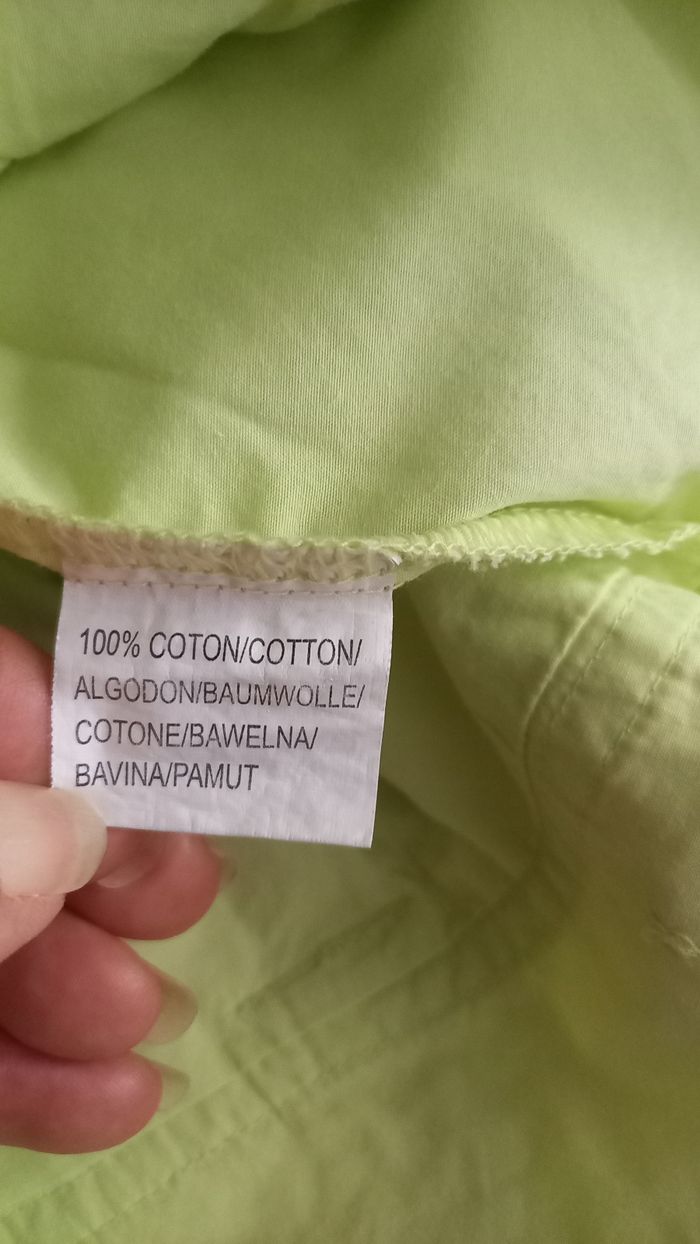 100% COTON/COTTON/
ALGODON/BAUMWOLLE/
COTONE/BAWELNA/
BAVINA/PAMUT